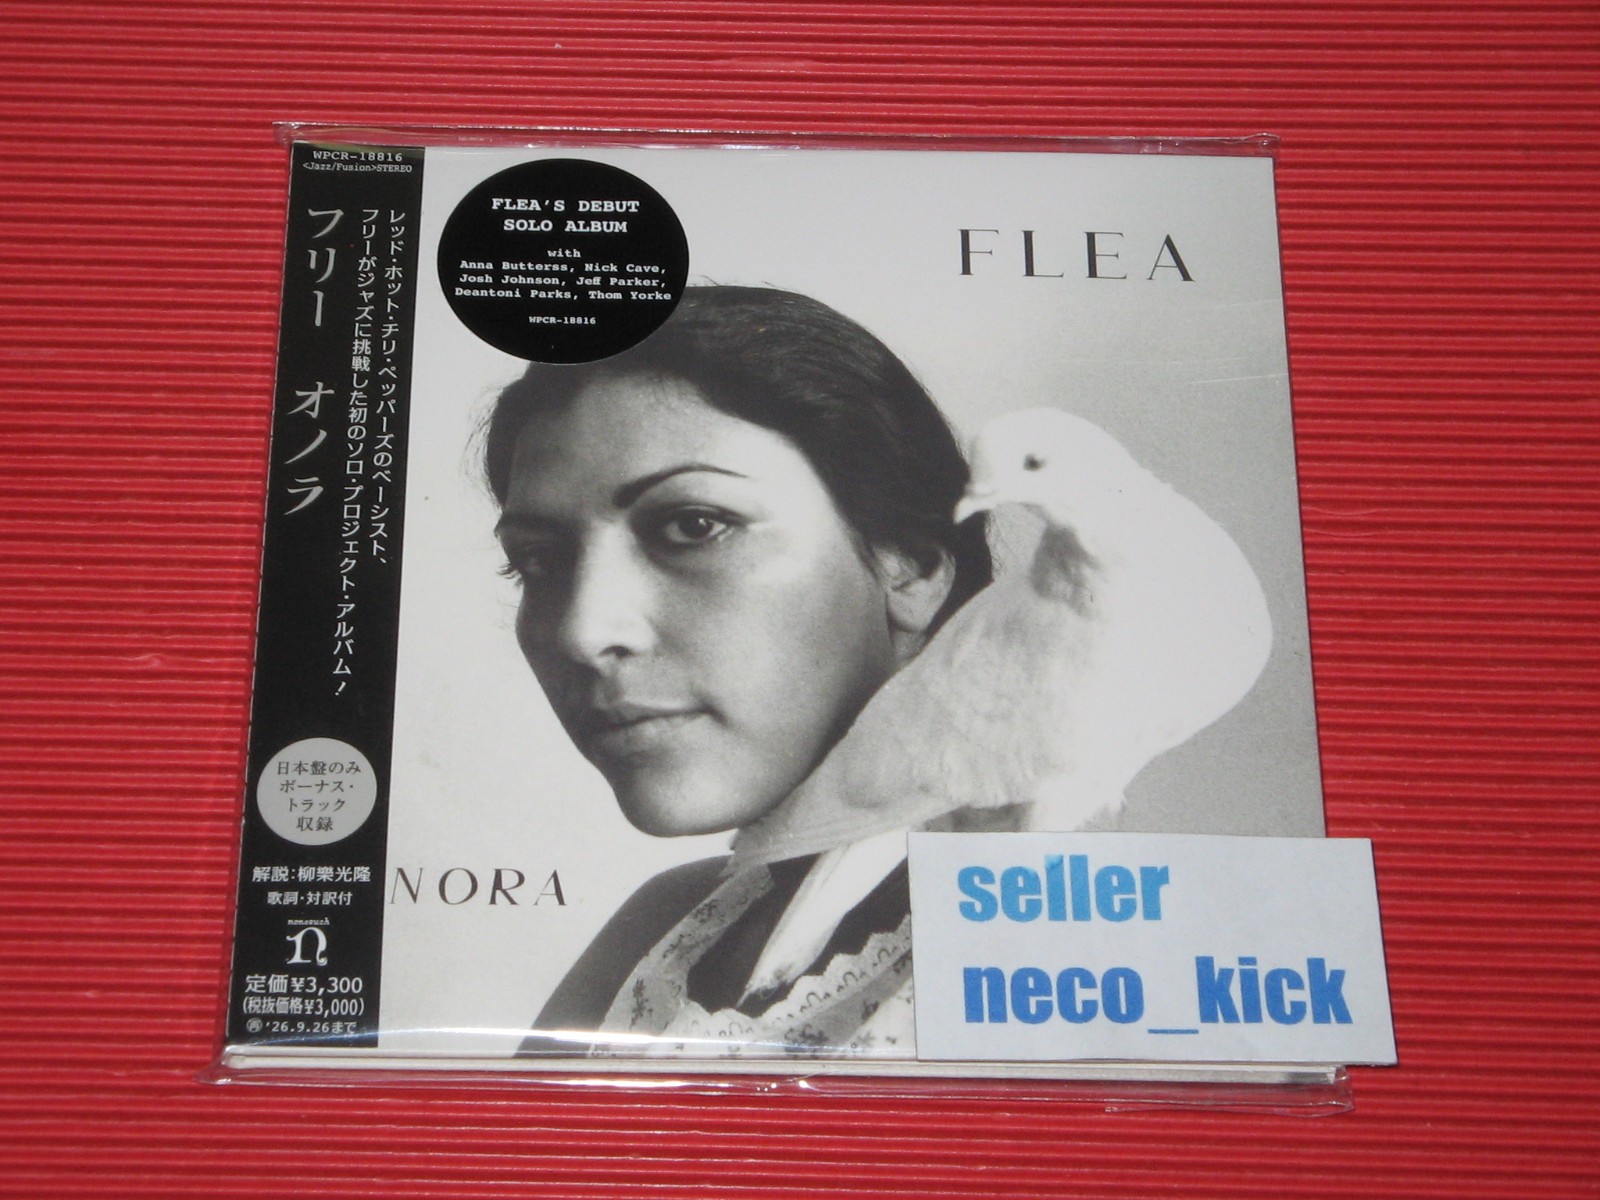 WPCR-18816
<Jazz/Fusion>STEREO
フリー オノラ
レッド・ホット・チリ・ペッパーズのベーシスト、
フリーがジャズに挑戦した初のソロ・プロジェクト・アルバム!
日本盤のみ
ボーナス・
トラック
収録
解説:柳樂光隆
歌詞・対訳付
nonesuch
定価¥3,300
(税抜価格¥3,000)
再 '26.9.26まで
FLEA'S DEBUT
SOLO ALBUM
with
Anna Butterss, Nick Cave,
Josh Johnson, Jeff Parker,
Deantoni Parks, Thom Yorke
WPCR-18816
FLEA
NORA
seller
neco_kick